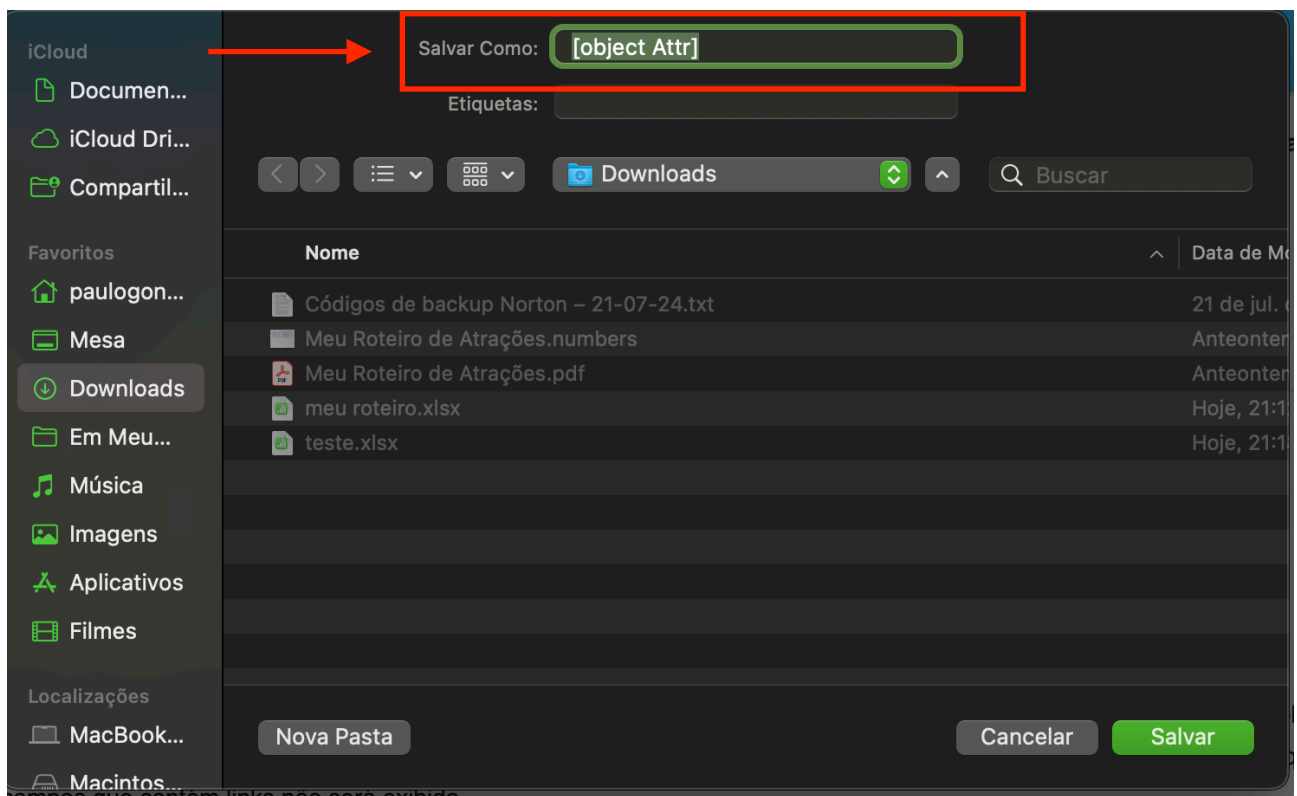 iCloud
Documen...
iCloud Dri...
Compartil...
Favoritos
paulogon...
Mesa
Downloads
Em Meu...
Música
Imagens
Aplicativos
Filmes
Localizações
MacBook...
Macintos...
Salvar Como: [object Attr]
Etiquetas:
Downloads
Buscar
Nome Data de Mo
Códigos de backup Norton – 21-07-24.txt 21 de jul.
Meu Roteiro de Atrações.numbers Anteonter
PDF
Meu Roteiro de Atrações.pdf Anteonter
meu roteiro.xlsx Hoje, 21:1
teste.xlsx Hoje, 21:1
Nova Pasta Cancelar Salvar